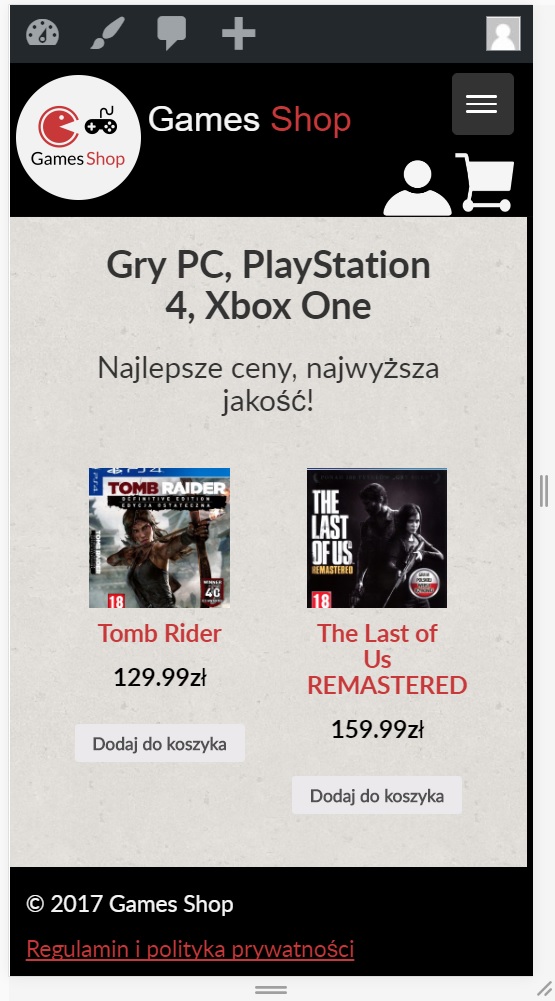 Games Shop
Games Shop
Gry PC, PlayStation
4, Xbox One
Najlepsze ceny, najwyższa
jakość!
PS4
TOMB RAIDER
DEFINITIVE EDITION
EDYCJA OSTATECZNA
18
THE
LAST
OF US
REMASTERED
18
Tomb Rider
The Last of
Us
REMASTERED
129.99zł
159.99zł
Dodaj do koszyka
Dodaj do koszyka
© 2017 Games Shop
Regulamin i polityka prywatności